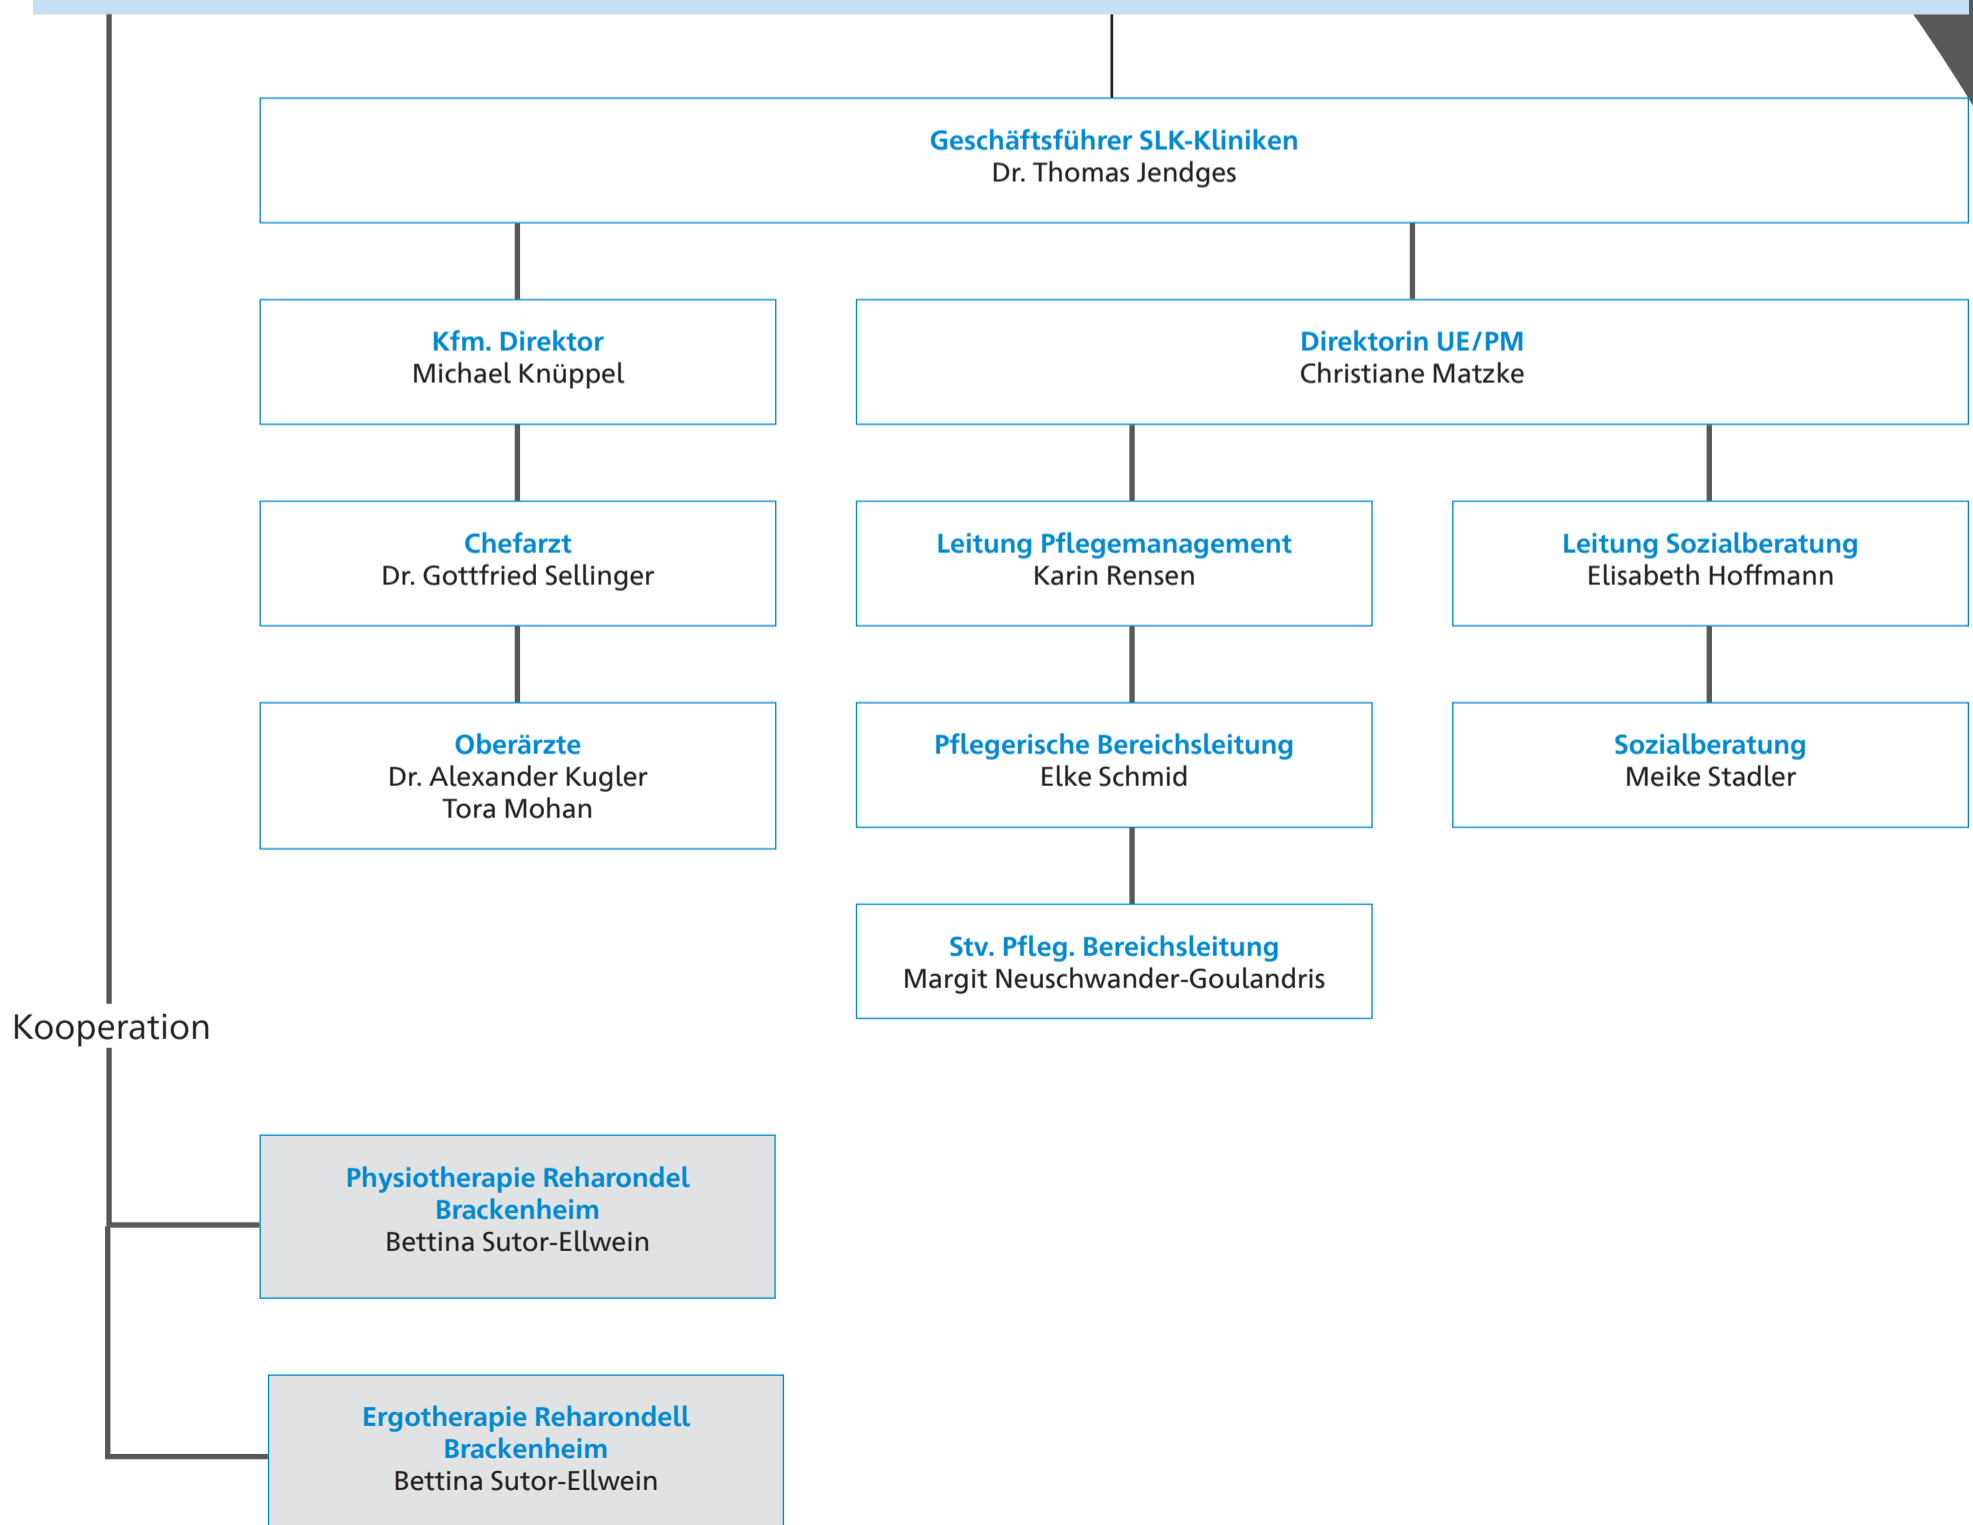 Geschäftsführer SLK-Kliniken
Dr. Thomas Jendges
Kfm. Direktor
Michael Knüppel
Direktorin UE/PM
Christiane Matzke
Chefarzt
Dr. Gottfried Sellinger
Leitung Pflegemanagement
Karin Rensen
Leitung Sozialberatung
Elisabeth Hoffmann
Oberärzte
Dr. Alexander Kugler
Tora Mohan
Pflegerische Bereichsleitung
Elke Schmid
Sozialberatung
Meike Stadler
Stv. Pfleg. Bereichsleitung
Margit Neuschwander-Goulandris
Kooperation
Physiotherapie Reharondel
Brackenheim
Bettina Sutor-Ellwein
Ergotherapie Reharondell
Brackenheim
Bettina Sutor-Ellwein